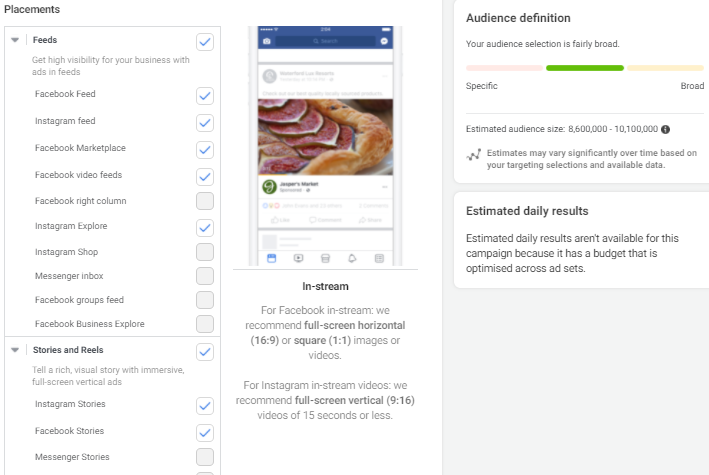 Placements
Feeds
Get high visibility for your business with
ads in feeds
Facebook Feed
Instagram feed
Facebook Marketplace
Facebook video feeds
Facebook right column
Instagram Explore
Instagram Shop
Messenger inbox
Facebook groups feed
Facebook Business Explore
Stories and Reels
Tell a rich, visual story with immersive,
full-screen vertical ads
Instagram Stories
Facebook Stories
Messenger Stories
Search
Jasper's Market
Sponsored
Like
Comment
Share
In-stream
For Facebook in-stream: we
recommend full-screen horizontal
(16:9) or square (1:1) images or
videos.
For Instagram in-stream videos: we
recommend full-screen vertical (9:16)
videos of 15 seconds or less.
Audience definition
Your audience selection is fairly broad.
Specific
Broad
Estimated audience size: 8,600,000 - 10,100,000
Estimates may vary significantly over time based on
your targeting selections and available data.
Estimated daily results
Estimated daily results aren't available for this
campaign because it has a budget that is
optimised across ad sets.